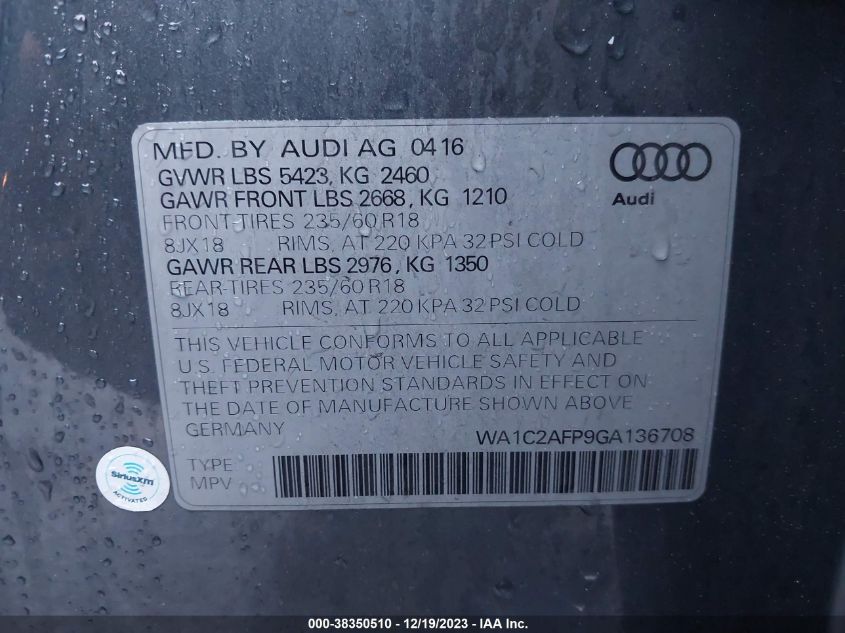 MFD. BY AUDI AG 0416
GVWR LBS 5423, KG 2460
GAWR FRONT LBS 2668, KG 1210
FRONT TIRES 235/60 R18
8JX18 RIMS, AT 220 KPA 32 PSI COLD
GAWR REAR LBS 2976, KG 1350
REAR-TIRES 235/60 R18
8JX18 RIMS, AT 220 KPA 32 PSI COLD
Audi
THIS VEHICLE CONFORMS TO ALL APPLICABLE
U.S. FEDERAL MOTOR VEHICLE SAFETY AND
THEFT PREVENTION STANDARDS IN EFFECT ON
THE DATE OF MANUFACTURE SHOWN ABOVE.
GERMANY
WA1C2AFP9GA136708
TYPE
MPV
SiriusXM
ACTIVATED
000-38350510 - 12/19/2023 - IAA, Inc.